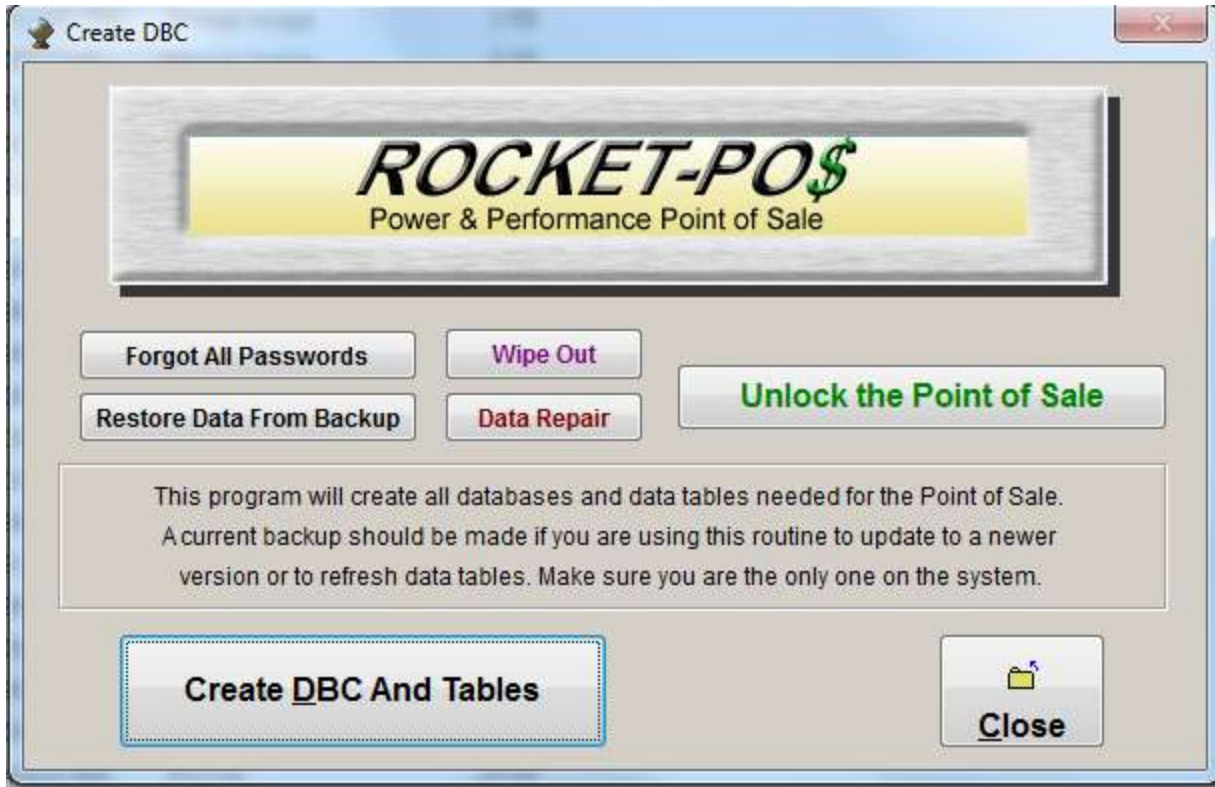 Create DBC
ROCKET-PO$
Power & Performance Point of Sale
Forgot All Passwords
Wipe Out
Unlock the Point of Sale
Restore Data From Backup
Data Repair
This program will create all databases and data tables needed for the Point of Sale.
A current backup should be made if you are using this routine to update to a newer
version or to refresh data tables. Make sure you are the only one on the system.
Create DBC And Tables
Close